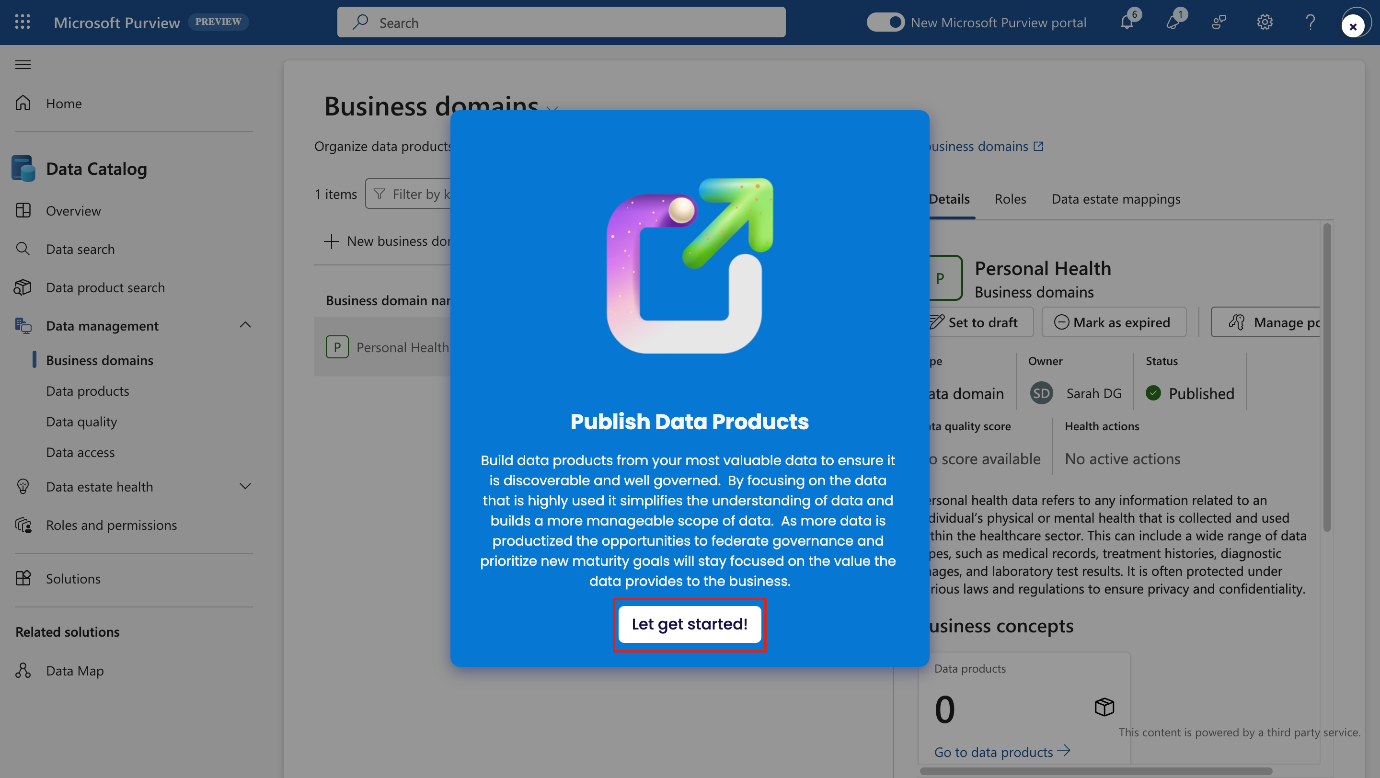 Microsoft Purview PREVIEW
Search
New Microsoft Purview portal
6
1
Home
Data Catalog
Overview
Data search
Data product search
Data management
Business domains
Data products
Data quality
Data access
Data estate health
Roles and permissions
Solutions
Related solutions
Data Map
Business domains
Organize data products
business domains
1 items
Filter by k
New business dor
Business domain nar
P Personal Health
Publish Data Products
Build data products from your most valuable data to ensure it
is discoverable and well governed. By focusing on the data
that is highly used it simplifies the understanding of data and
builds a more manageable scope of data. As more data is
productized the opportunities to federate governance and
prioritize new maturity goals will stay focused on the value the
data provides to the business.
Let get started!
Details Roles Data estate mappings
P
Personal Health
Business domains
Set to draft Mark as expired Manage po
pe Owner Status
ata domain SD Sarah DG Published
ta quality score Health actions
o score available No active actions
rsonal health data refers to any information related to an
dividual’s physical or mental health that is collected and used
thin the healthcare sector. This can include a wide range of data
pes, such as medical records, treatment histories, diagnostic
ages, and laboratory test results. It is often protected under
rious laws and regulations to ensure privacy and confidentiality.
usiness concepts
Data products
0
Go to data products
This content is powered by a third party service.